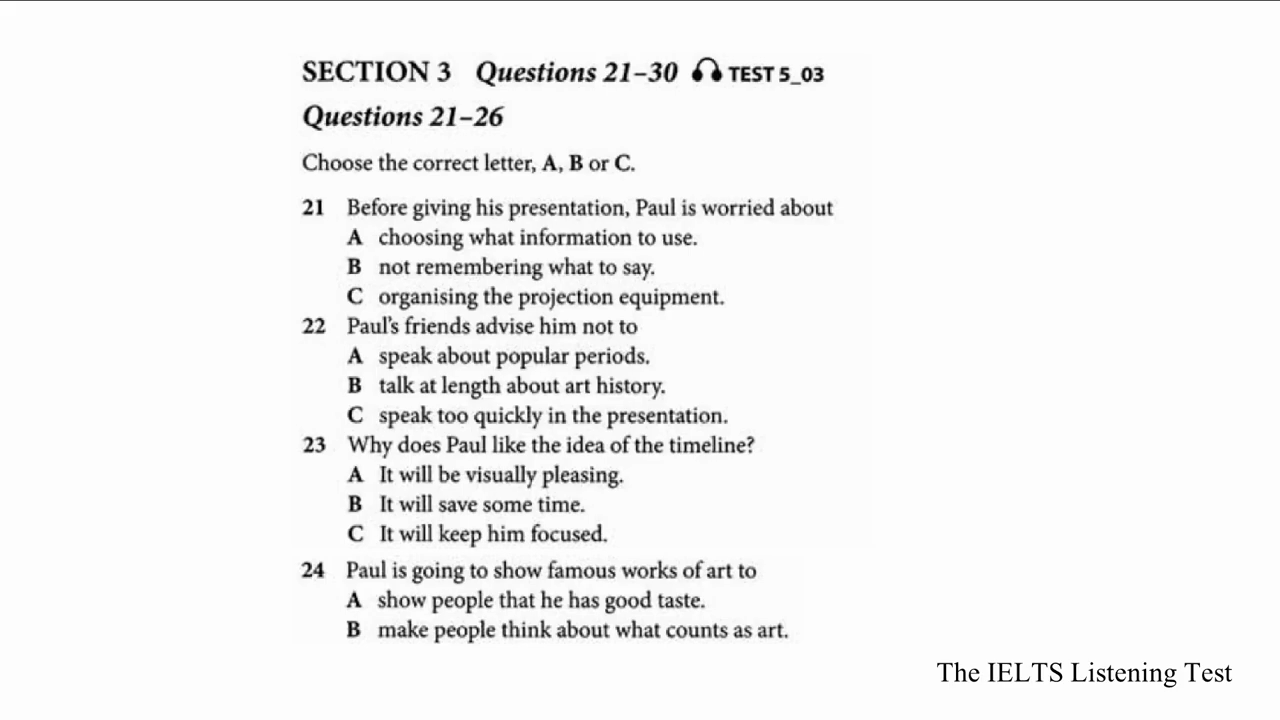 SECTION 3 Questions 21–30 TEST 5_03
Questions 21–26
Choose the correct letter, A, B or C.
21 Before giving his presentation, Paul is worried about
A choosing what information to use.
B not remembering what to say.
C organising the projection equipment.
22 Paul's friends advise him not to
A speak about popular periods.
B talk at length about art history.
C speak too quickly in the presentation.
23 Why does Paul like the idea of the timeline?
A It will be visually pleasing.
B It will save some time.
C It will keep him focused.
24 Paul is going to show famous works of art to
A show people that he has good taste.
B make people think about what counts as art.
The IELTS Listening Test